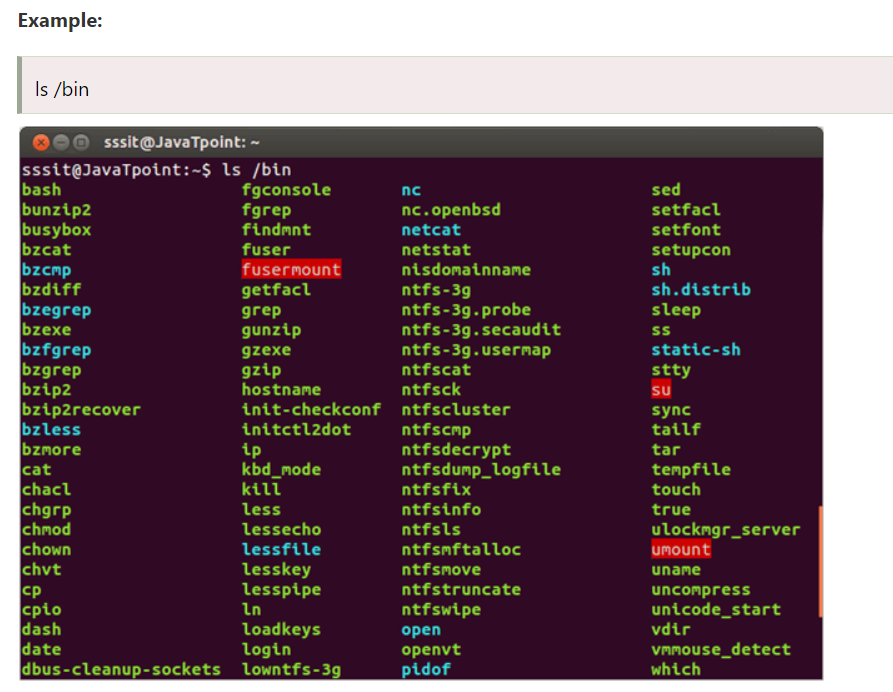 Example:
ls /bin
sssit@JavaTpoint: ~
sssit@JavaTpoint:~$ ls /bin
bash fgconsole nc sed
bunzip2 fgrep nc.openbsd setfacl
busybox findmnt netcat setfont
bzcat fuser netstat setupcon
bzcmp fusermount nisdomainname sh
bzdiff getfacl ntfs-3g sh.distrib
bzegrep grep ntfs-3g.probe sleep
bzexe gunzip ntfs-3g.secaudit ss
bzfgrep gzexe ntfs-3g.usermap static-sh
bzgrep gzip ntfscat stty
bzip2 hostname ntfsck su
bzip2recover init-checkconf ntfscluster sync
bzless initctl2dot ntfscmp tailf
bzmore ip ntfsdecrypt tar
cat kbd_mode ntfsdump_logfile tempfile
chacl kill ntfsfix touch
chgrp less ntfsinfo true
chmod lessecho ntfsls ulockmgr_server
chown lessfile ntfsmftalloc umount
chvt lesskey ntfsmove uname
cp lesspipe ntfstruncate uncompress
cpio ln ntfswipe unicode_start
dash loadkeys open vdir
date login openvt vmmouse_detect
dbus-cleanup-sockets lowntfs-3g pidof which